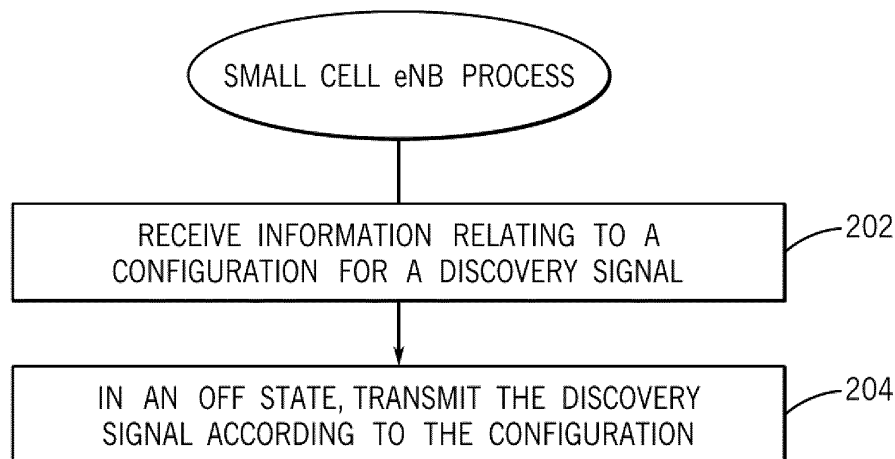 SMALL CELL eNB PROCESS
RECEIVE INFORMATION RELATING TO A
CONFIGURATION FOR A DISCOVERY SIGNAL
202
IN AN OFF STATE, TRANSMIT THE DISCOVERY
SIGNAL ACCORDING TO THE CONFIGURATION
204